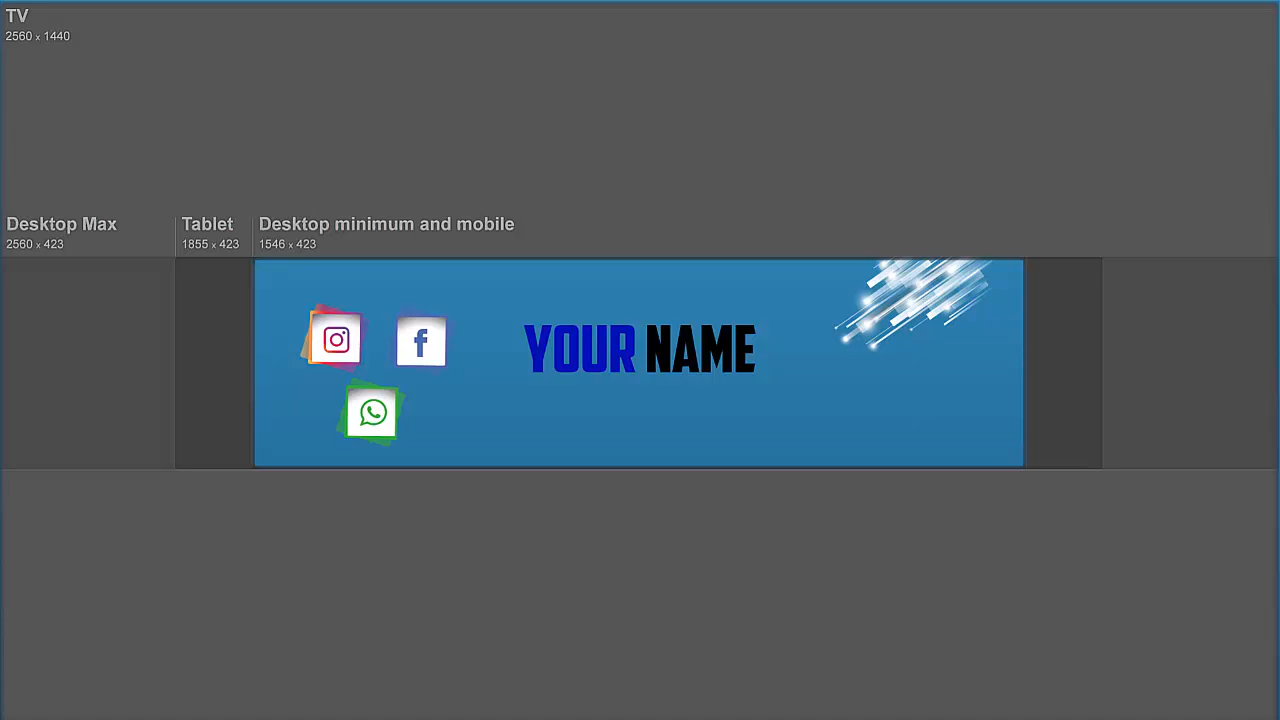 TV
2560 x 1440
Desktop Max
2560 x 423
Tablet
1855 x 423
Desktop minimum and mobile
1546 x 423
YOUR NAME